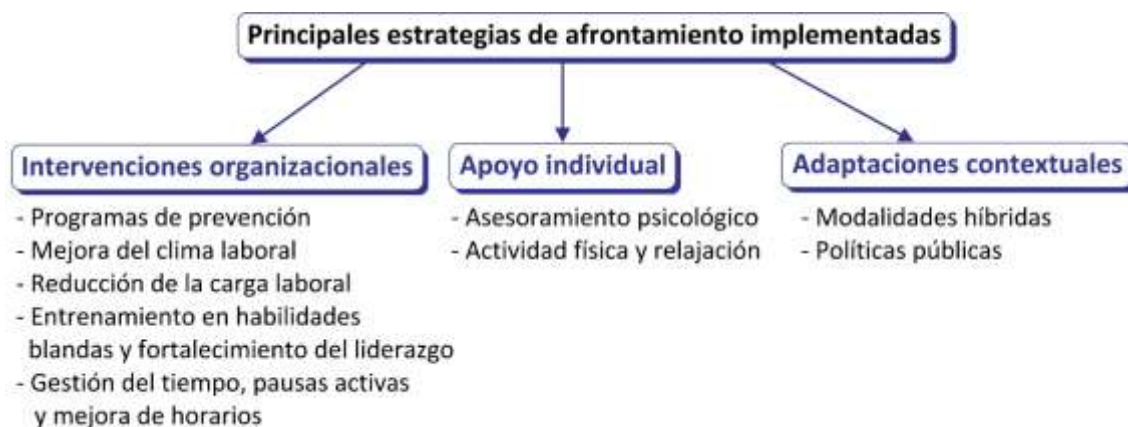 Principales estrategias de afrontamiento implementadas
Intervenciones organizacionales
- Programas de prevención
- Mejora del clima laboral
- Reducción de la carga laboral
- Entrenamiento en habilidades
blandas y fortalecimiento del liderazgo
- Gestión del tiempo, pausas activas
y mejora de horarios
Apoyo individual
- Asesoramiento psicológico
- Actividad física y relajación
Adaptaciones contextuales
- Modalidades híbridas
- Políticas públicas